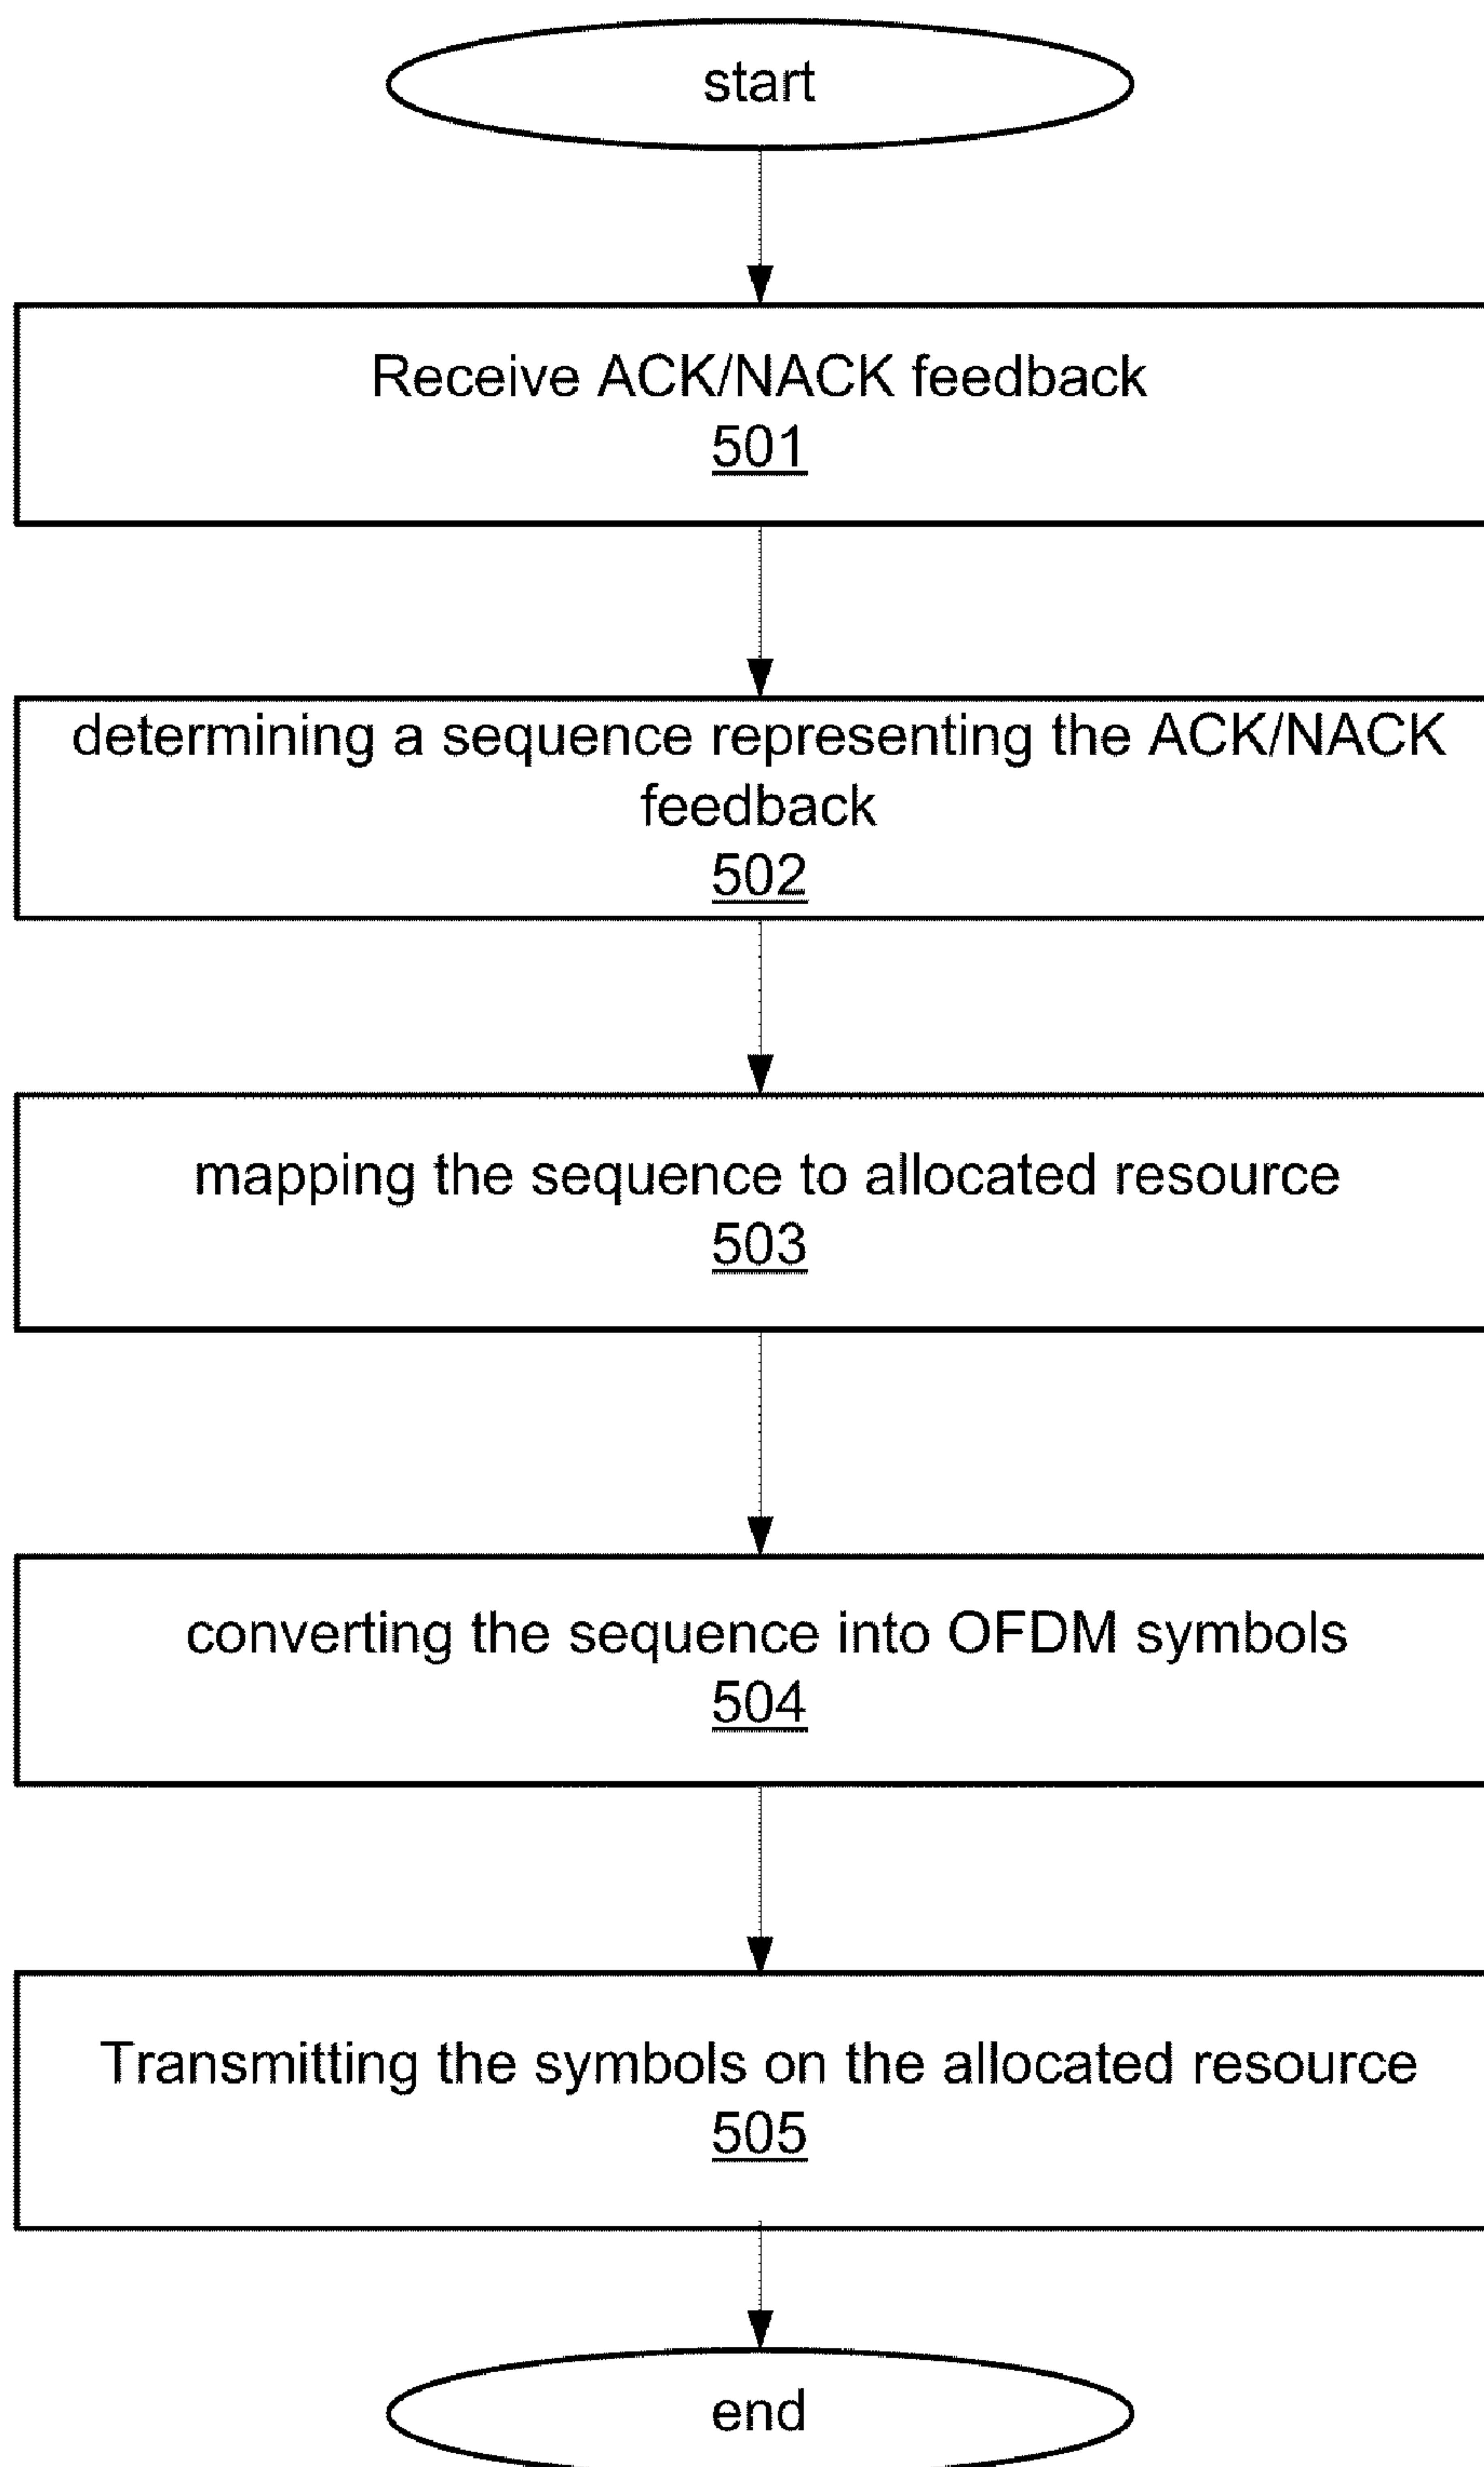 start
Receive ACK/NACK feedback
501
determining a sequence representing the ACK/NACK
feedback
502
mapping the sequence to allocated resource
503
converting the sequence into OFDM symbols
504
Transmitting the symbols on the allocated resource
505
end